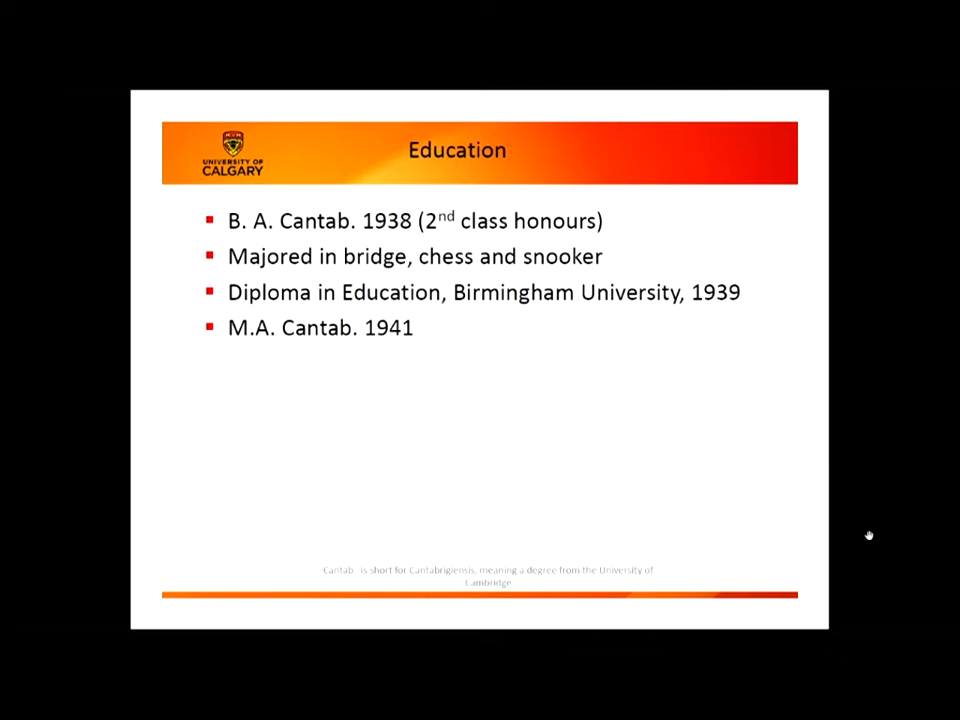 UNIVERSITY OF
CALGARY
Education
B. A. Cantab. 1938 (2nd class honours)
Majored in bridge, chess and snooker
Diploma in Education, Birmingham University, 1939
M.A. Cantab. 1941
Cantab. is short for Cantabrigiensis, meaning a degree from the University of
Cambridge